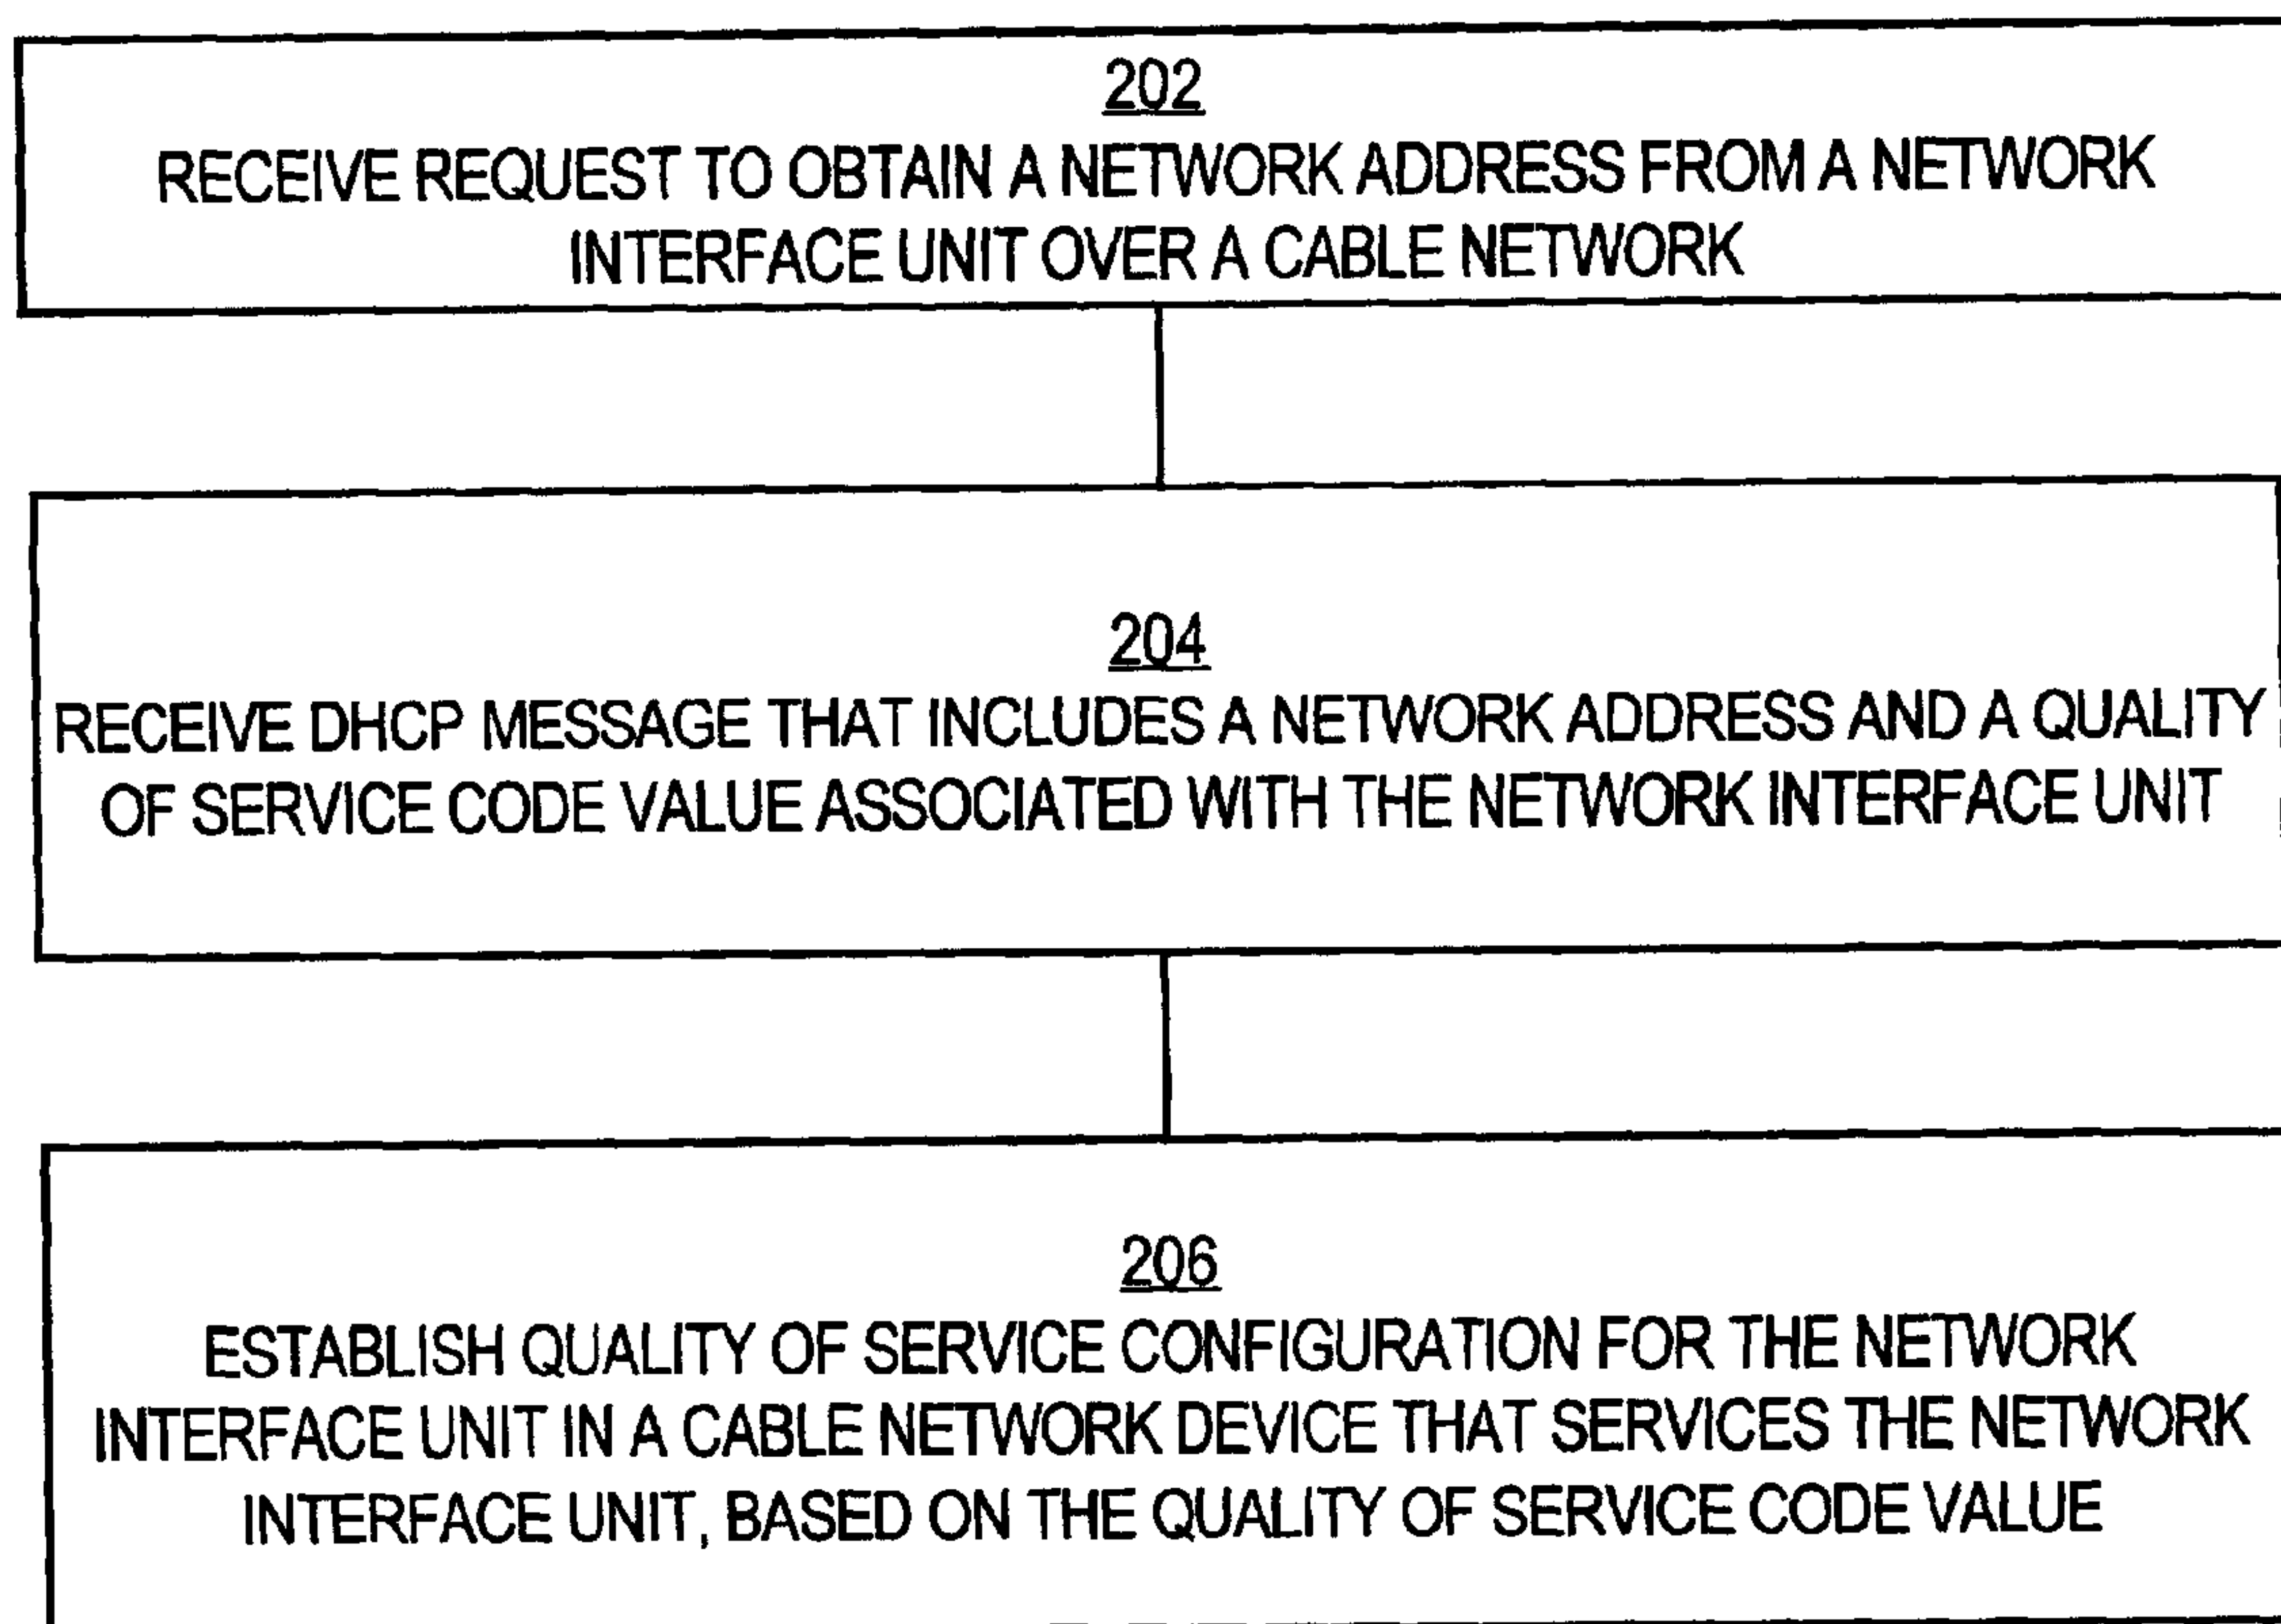 202
RECEIVE REQUEST TO OBTAIN A NETWORK ADDRESS FROM A NETWORK
INTERFACE UNIT OVER A CABLE NETWORK
204
RECEIVE DHCP MESSAGE THAT INCLUDES A NETWORK ADDRESS AND A QUALITY
OF SERVICE CODE VALUE ASSOCIATED WITH THE NETWORK INTERFACE UNIT
206
ESTABLISH QUALITY OF SERVICE CONFIGURATION FOR THE NETWORK
INTERFACE UNIT IN A CABLE NETWORK DEVICE THAT SERVICES THE NETWORK
INTERFACE UNIT, BASED ON THE QUALITY OF SERVICE CODE VALUE